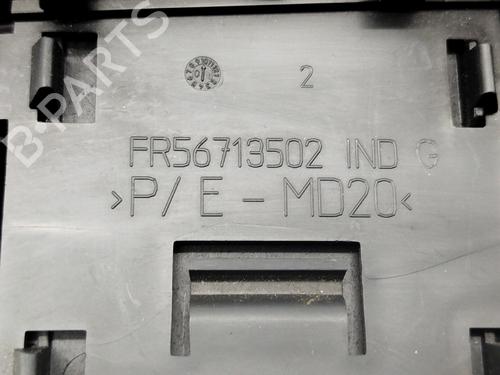 2
FR56713502 IND G
>P/E-MD20<
B-PARTS